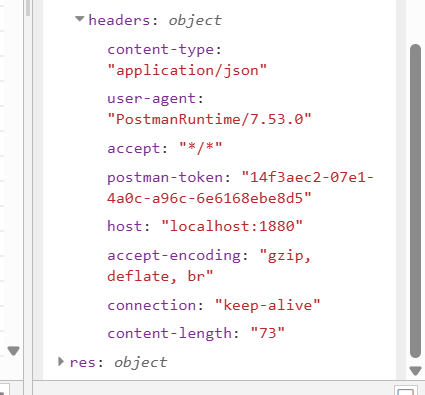 headers: object
content-type:
"application/json"
user-agent:
"PostmanRuntime/7.53.0"
accept: "*/*"
postman-token: "14f3aec2-07e1-
4a0c-a96c-6e6168ebe8d5"
host: "localhost:1880"
accept-encoding: "gzip,
deflate, br"
connection: "keep-alive"
content-length: "73"
res: object